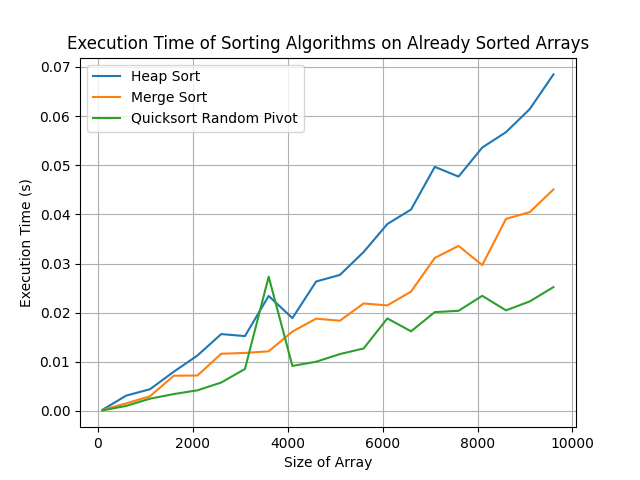 Execution Time of Sorting Algorithms on Already Sorted Arrays
Heap Sort
Merge Sort
Quicksort Random Pivot
Execution Time (s)
0.07
0.06
0.05
0.04
0.03
0.02
0.01
0.00
0
2000
4000
6000
8000
10000
Size of Array